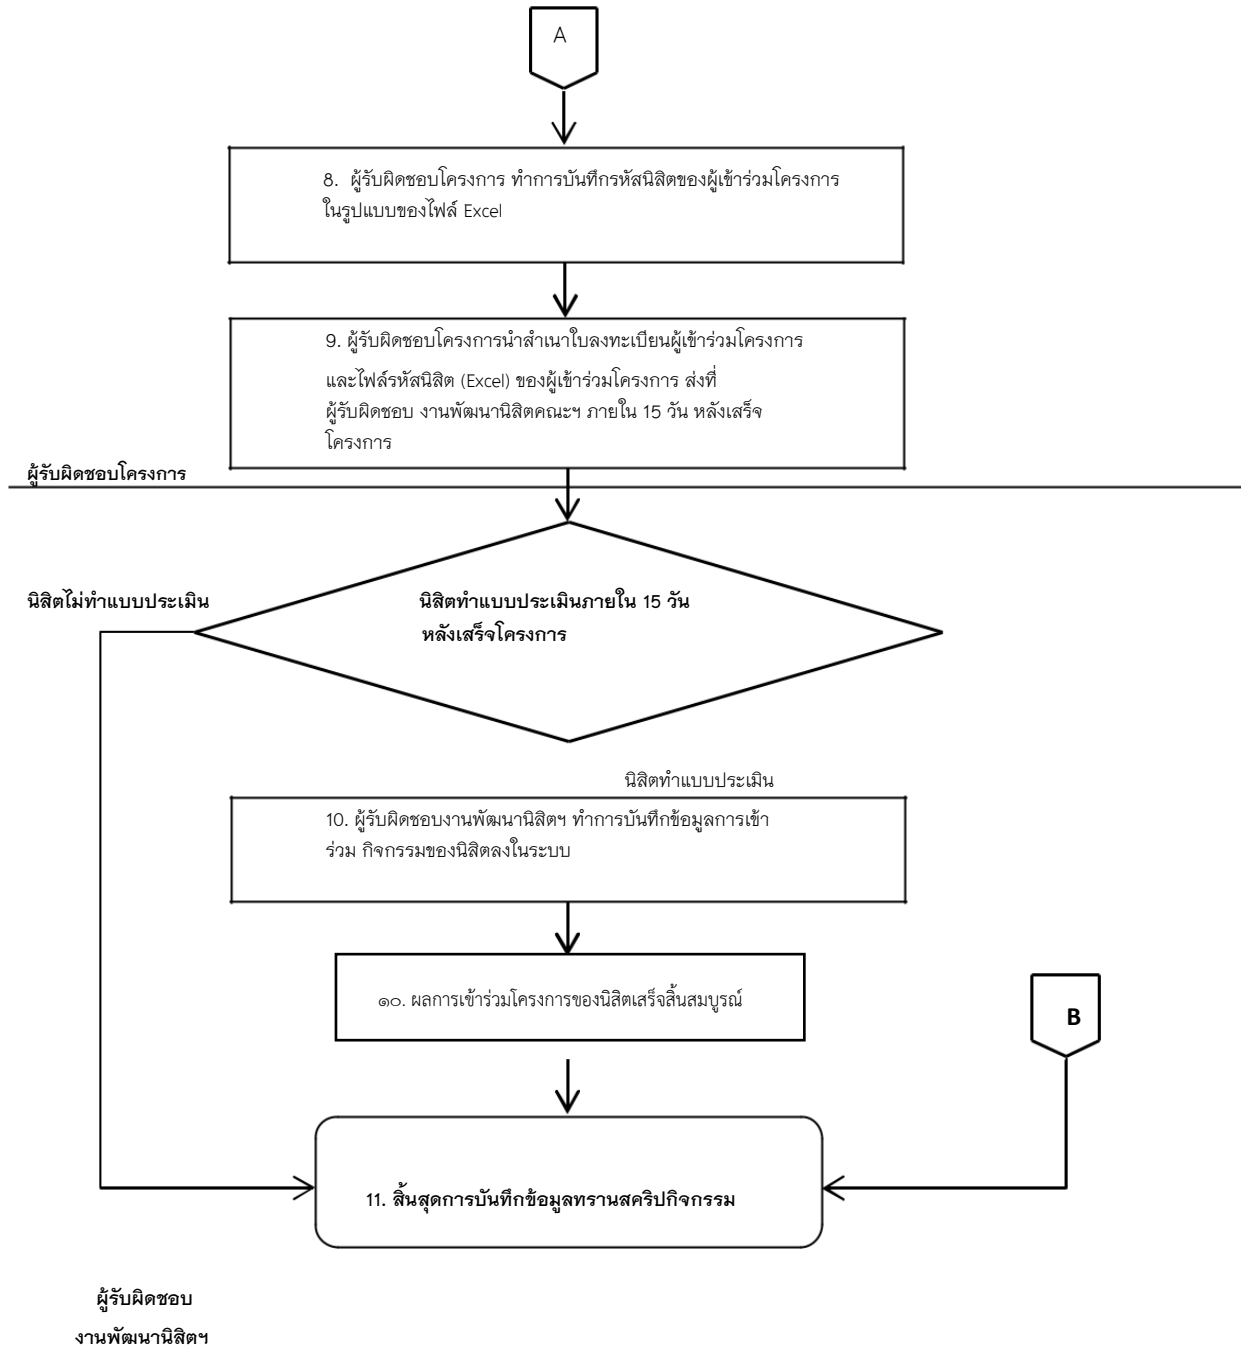 A
8. ผู้รับผิดชอบโครงการ ทำการบันทึกรหัสนิสิตของผู้เข้าร่วมโครงการ
ในรูปแบบของไฟล์ Excel
9. ผู้รับผิดชอบโครงการนำสำเนาใบลงทะเบียนผู้เข้าร่วมโครงการ
และไฟล์รหัสนิสิต (Excel) ของผู้เข้าร่วมโครงการ ส่งที่
ผู้รับผิดชอบ งานพัฒนานิสิตคณะฯ ภายใน 15 วัน หลังเสร็จ
โครงการ
ผู้รับผิดชอบโครงการ
นิสิตไม่ทำแบบประเมิน
นิสิตทำแบบประเมินภายใน 15 วัน
หลังเสร็จโครงการ
นิสิตทำแบบประเมิน
10. ผู้รับผิดชอบงานพัฒนานิสิตฯ ทำการบันทึกข้อมูลการเข้า
ร่วม กิจกรรมของนิสิตลงในระบบ
๑๐. ผลการเข้าร่วมโครงการของนิสิตเสร็จสิ้นสมบูรณ์
B
11. สิ้นสุดการบันทึกข้อมูลทรานสคริปกิจกรรม
ผู้รับผิดชอบ
งานพัฒนานิสิตฯ